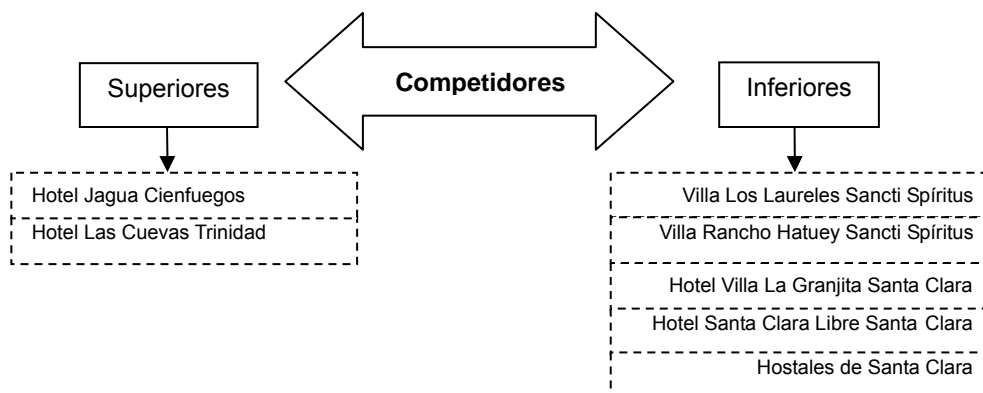 Competidores
Superiores
Hotel Jagua Cienfuegos
Hotel Las Cuevas Trinidad
Inferiores
Villa Los Laureles Sancti Spíritus
Villa Rancho Hatuey Sancti Spíritus
Hotel Villa La Granjita Santa Clara
Hotel Santa Clara Libre Santa Clara
Hostales de Santa Clara